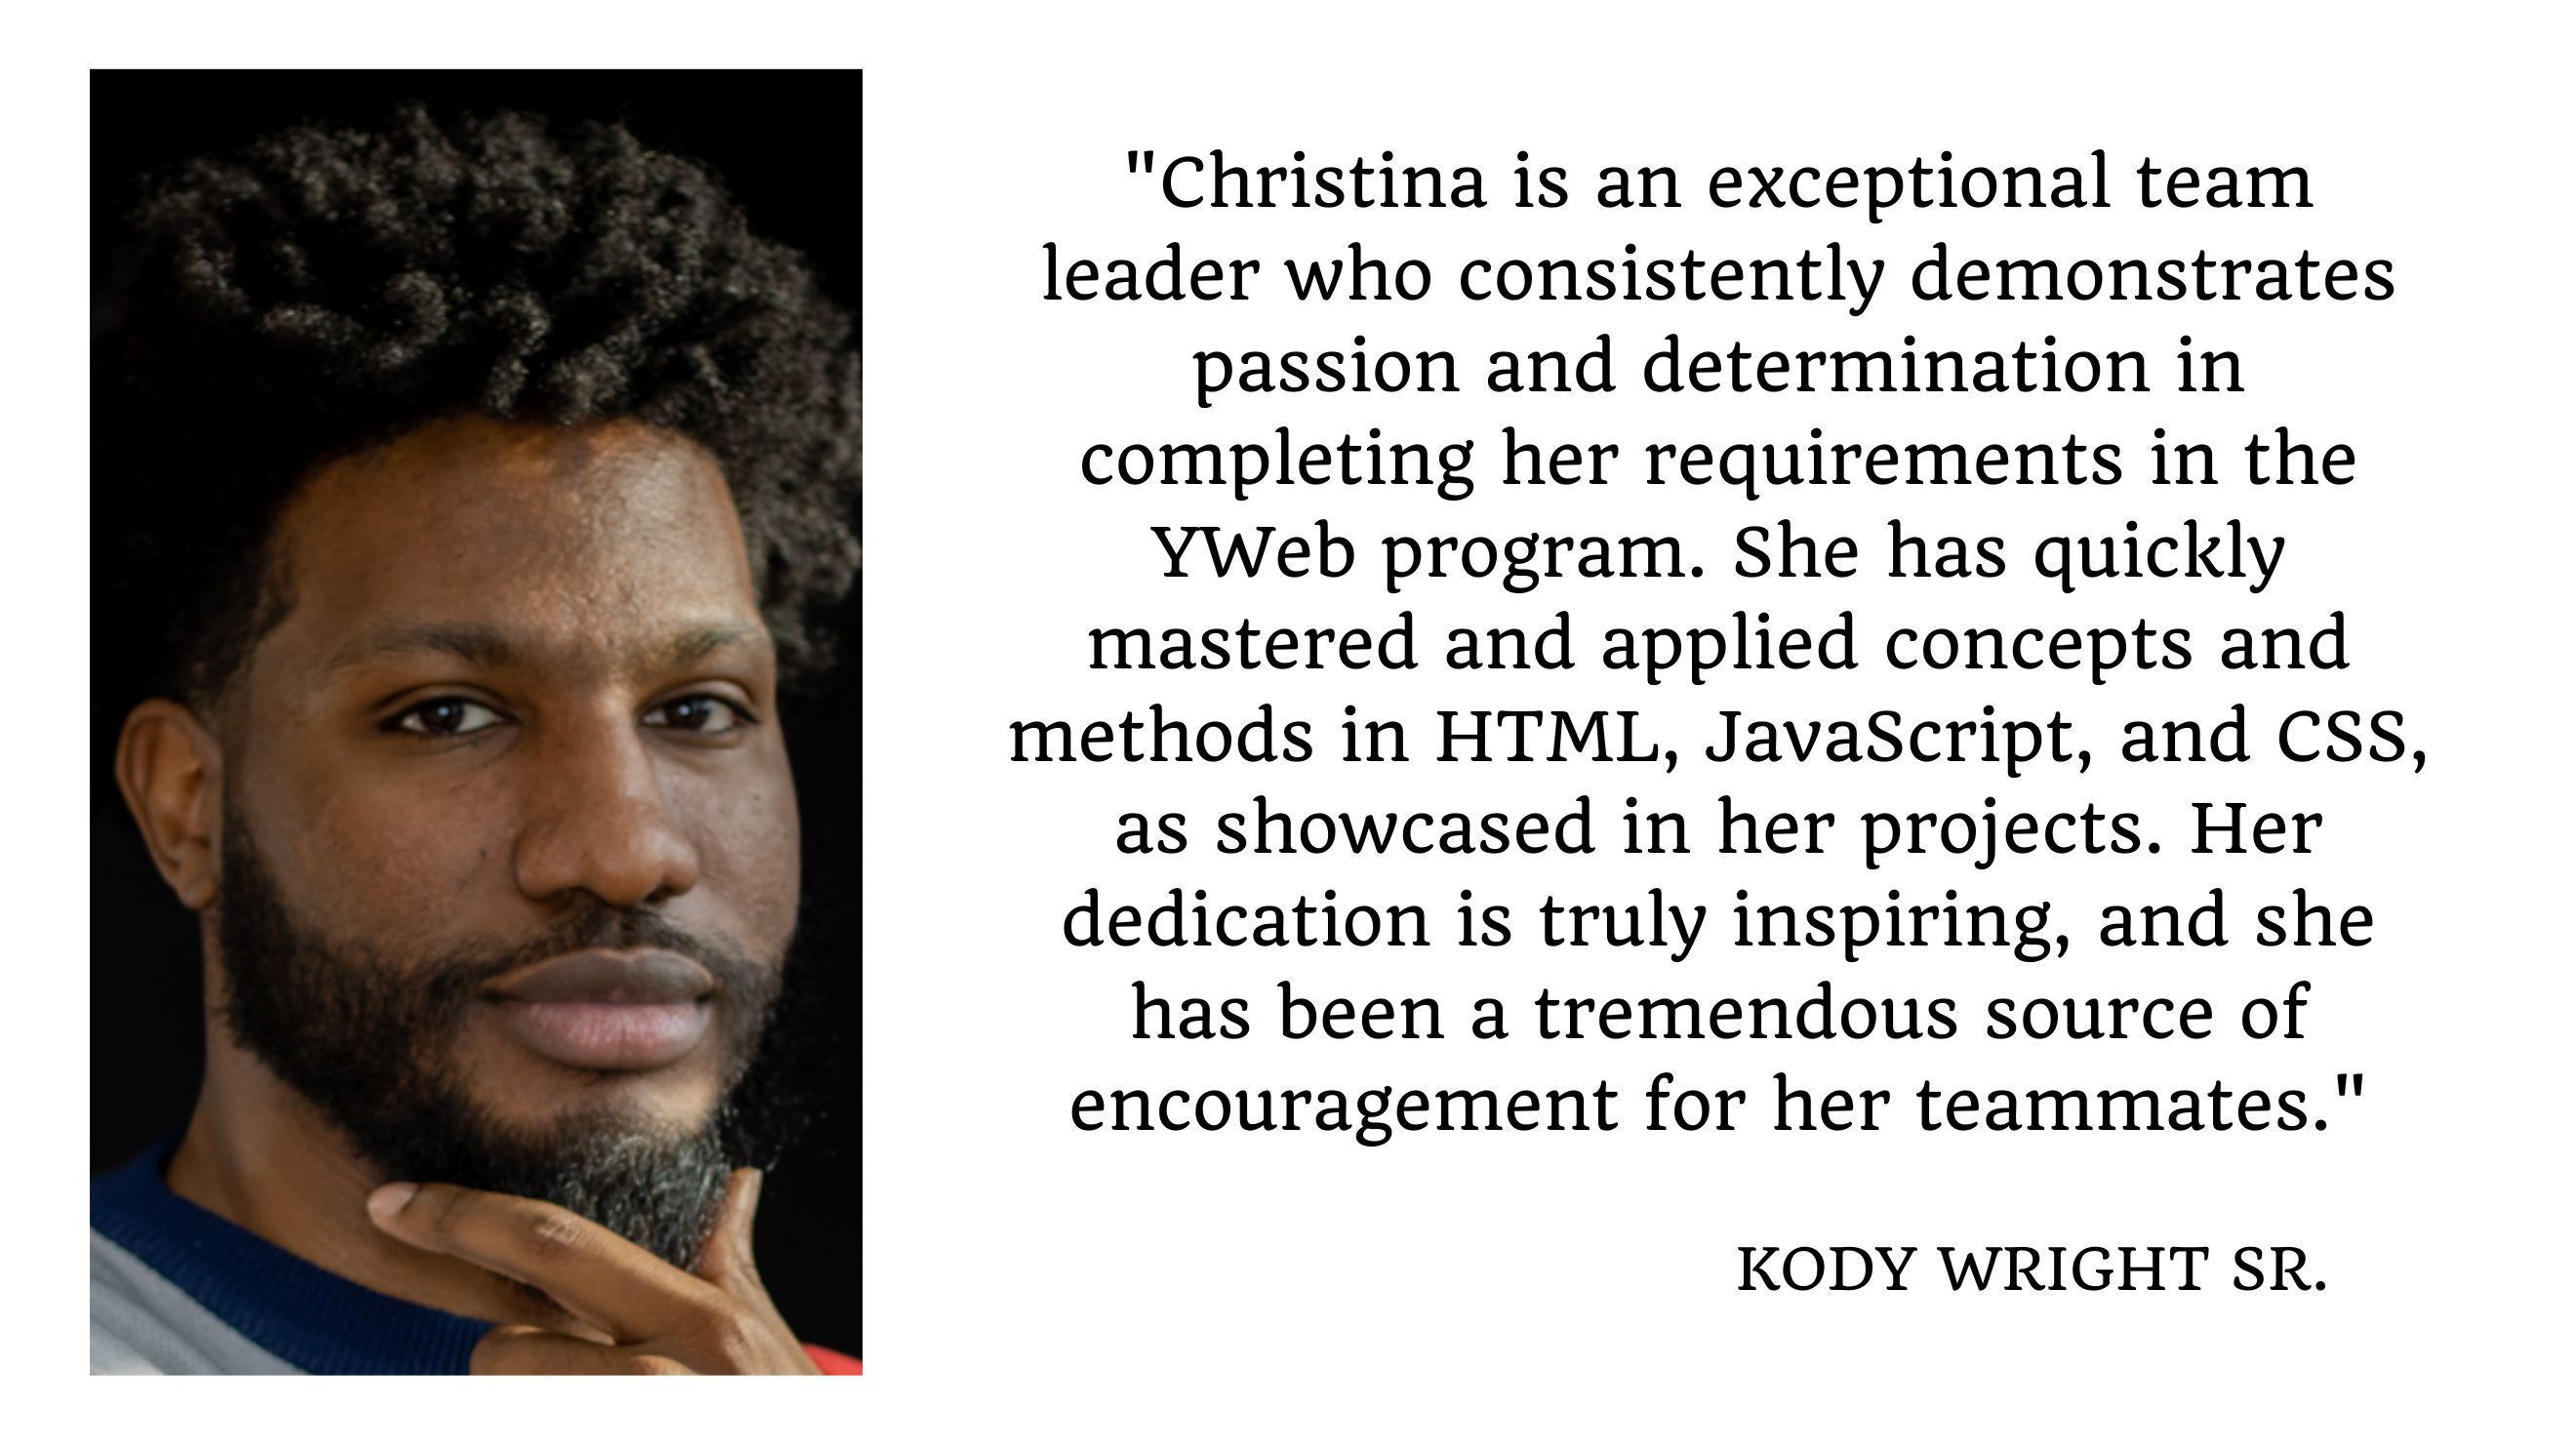 "Christina is an exceptional team
leader who consistently demonstrates
passion and determination in
completing her requirements in the
YWeb program. She has quickly
mastered and applied concepts and
methods in HTML, JavaScript, and CSS,
as showcased in her projects. Her
dedication is truly inspiring, and she
has been a tremendous source of
encouragement for her teammates."
KODY WRIGHT SR.